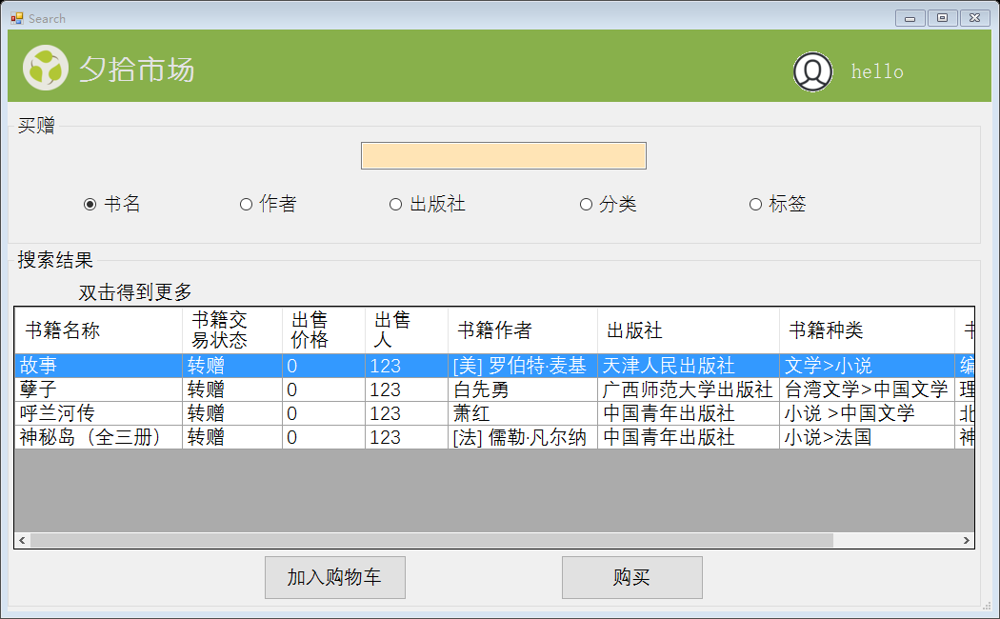 Search
夕拾市场
hello
买赠
书名 作者 出版社 分类 标签
搜索结果
双击得到更多
书籍名称 书籍交易状态 出售价格 出售人 书籍作者 出版社 书籍种类
故事 转赠 0 123 [美] 罗伯特·麦基 天津人民出版社 文学>小说
孽子 转赠 0 123 白先勇 广西师范大学出版社 台湾文学>中国文学 理
呼兰河传 转赠 0 123 萧红 中国青年出版社 小说 >中国文学
神秘岛（全三册） 转赠 0 123 [法] 儒勒·凡尔纳 中国青年出版社 小说>法国 神
加入购物车 购买